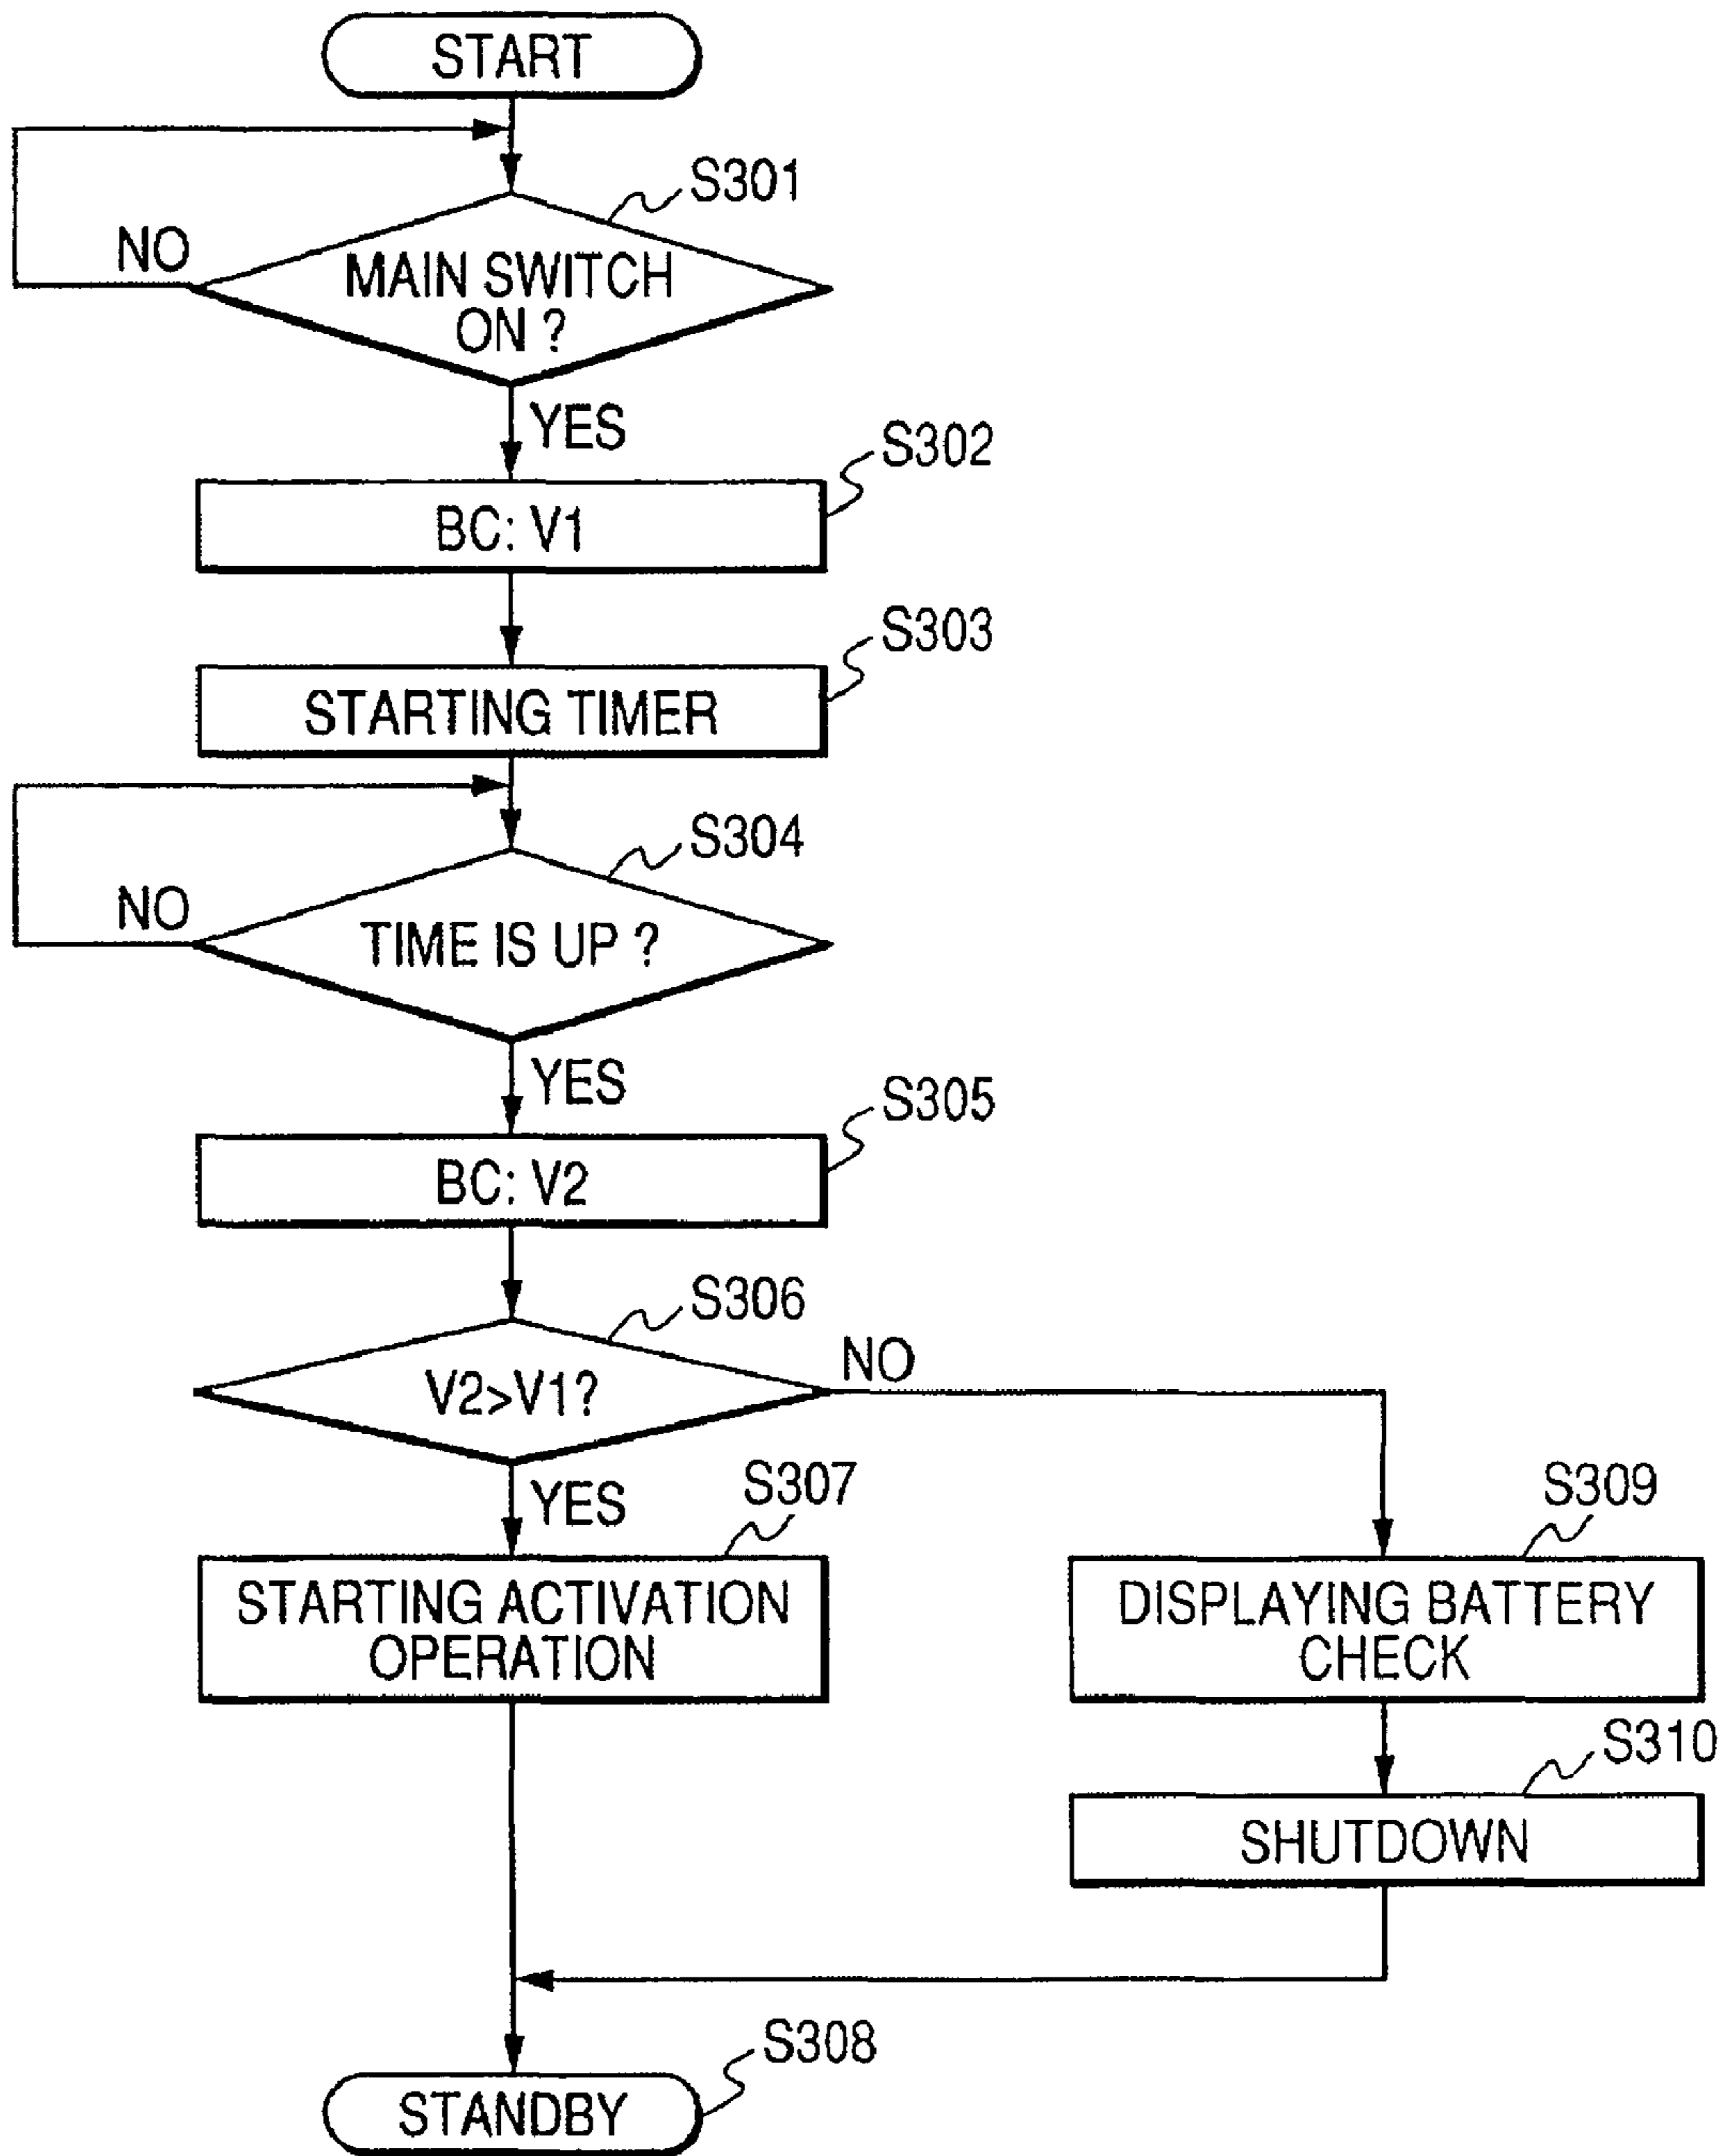 START
S301
NO
MAIN SWITCH
ON ?
YES
S302
BC: V1
S303
STARTING TIMER
S304
NO
TIME IS UP ?
YES
S305
BC: V2
S306
NO
V2>V1?
YES
S307
S309
STARTING ACTIVATION
OPERATION
DISPLAYING BATTERY
CHECK
S310
SHUTDOWN
S308
STANDBY